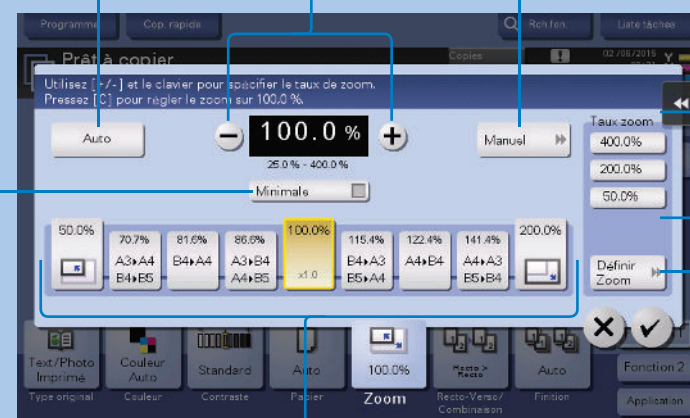 Programme
Cop. rapide
Rch fon.
Liste tâches
Prêt à copier
Copies
02/08/2015
Utilisez [+/-] et le clavier pour spécifier le taux de zoom.
Pressez [C] pour régler le zoom sur 100,0 %.
Auto
100.0 %
Manuel
25.0 % - 400.0 %
Minimale
Taux zoom
400.0%
200.0%
50.0%
Définir
Zoom
50.0%
70.7%
A3▸A4
B4▸B5
81.6%
B4▸A4
86.6%
A3▸B4
A4▸B5
100.0%
x1.0
115.4%
B4▸A3
B5▸A4
122.4%
A4▸B4
141.4%
A4▸A3
B5▸B4
200.0%
Text/Photo
Imprimé
Couleur
Auto
Standard
Auto
100.0%
Recto >
Recto
Auto
Fonction 2
Type original
Couleur
Contraste
Papier
Zoom
Recto-Verso/
Combinaison
Finition
Application